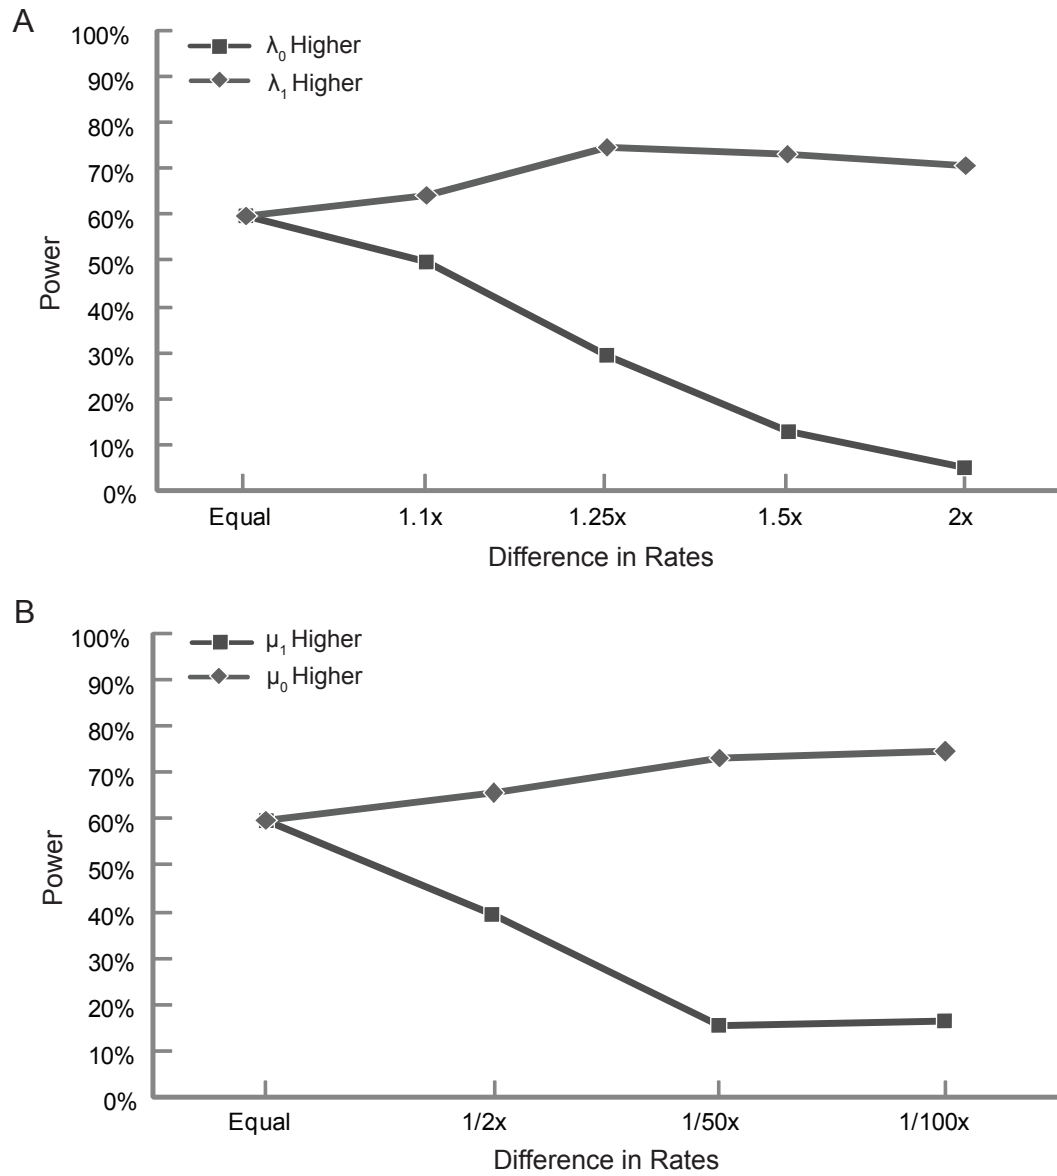 A
100%
90%
80%
70%
60%
50%
40%
30%
20%
10%
0%
Power
λ0 Higher
λ1 Higher
Equal 1.1x 1.25x 1.5x 2x
Difference in Rates
B
100%
90%
80%
70%
60%
50%
40%
30%
20%
10%
0%
Power
µ1 Higher
µ0 Higher
Equal 1/2x 1/50x 1/100x
Difference in Rates